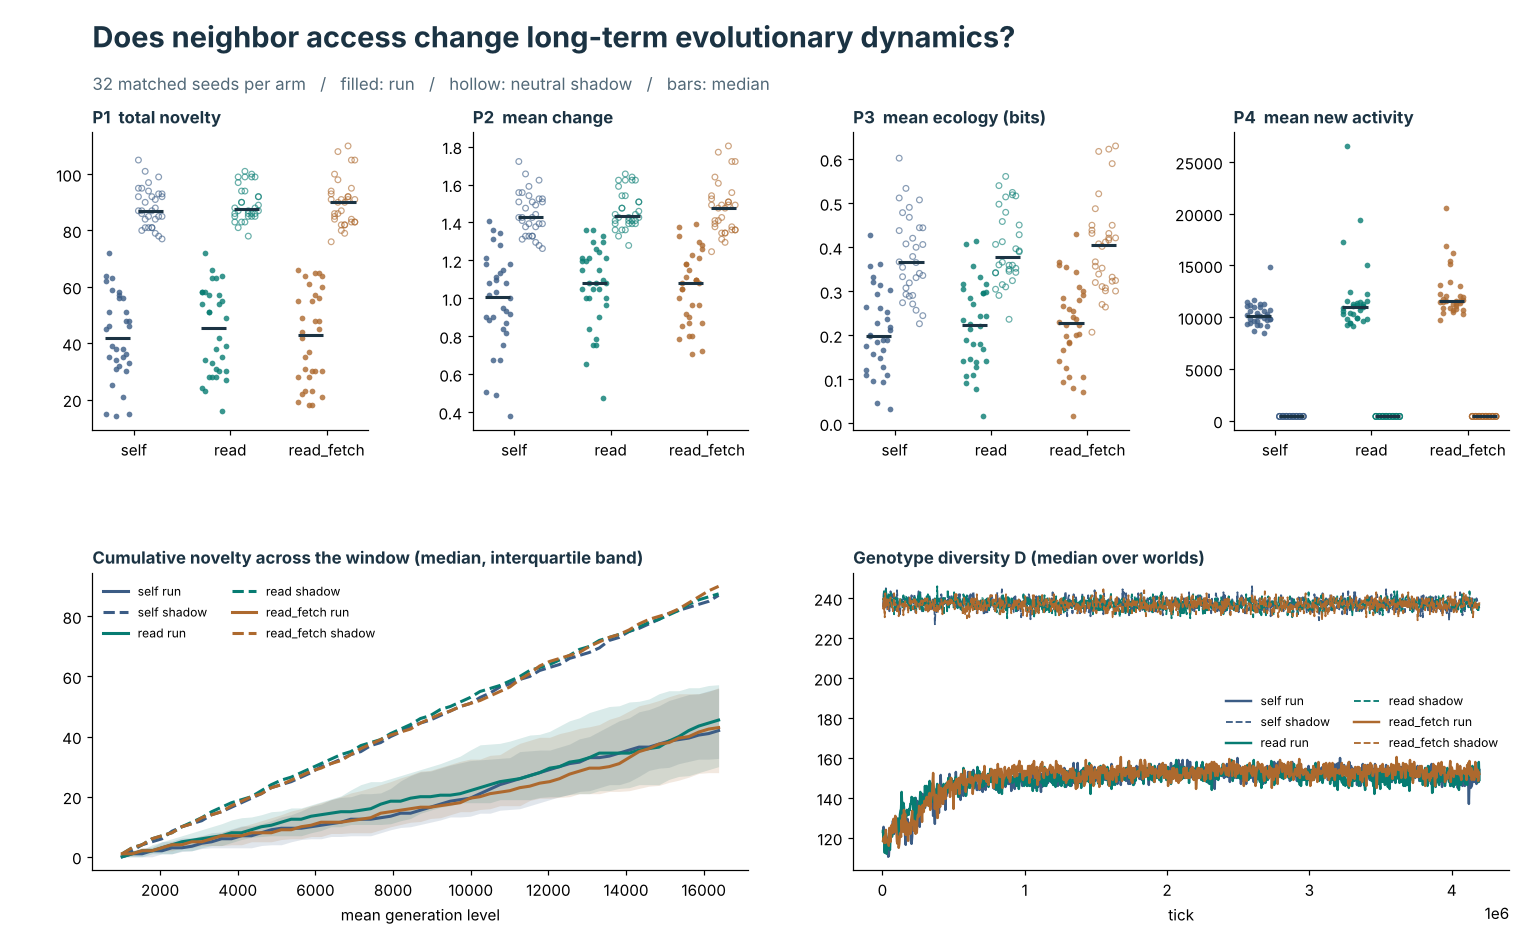 Does neighbor access change long-term evolutionary dynamics?
32 matched seeds per arm / filled: run / hollow: neutral shadow / bars: median
P1 total novelty
100
80
60
40
20
self read read_fetch
P2 mean change
1.8
1.6
1.4
1.2
1.0
0.8
0.6
0.4
self read read_fetch
P3 mean ecology (bits)
0.6
0.5
0.4
0.3
0.2
0.1
0.0
self read read_fetch
P4 mean new activity
25000
20000
15000
10000
5000
0
self read read_fetch
Cumulative novelty across the window (median, interquartile band)
self run read shadow
self shadow read_fetch run
read run read_fetch shadow
80
60
40
20
0
2000 4000 6000 8000 10000 12000 14000 16000
mean generation level
Genotype diversity D (median over worlds)
240
220
200
180
160
140
120
self run read shadow
self shadow read_fetch run
read run read_fetch shadow
0 1 2 3 4
tick
1e6